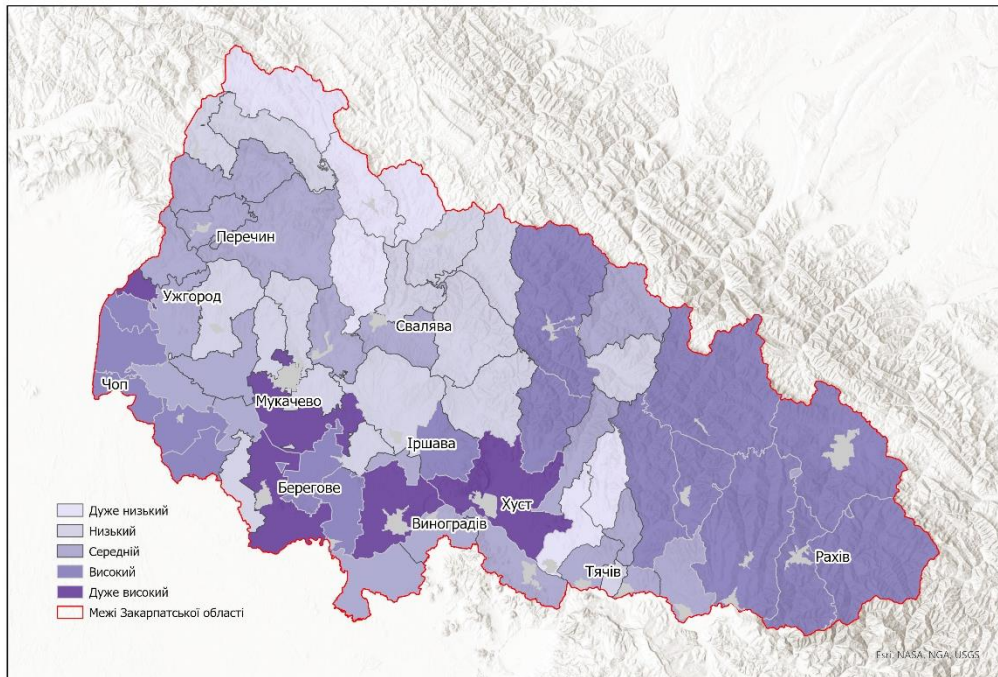 Перечин
Ужгород
Свалява
Чоп
Мукачево
Іршава
Берегове
Хуст
Виноградів
Тячів
Рахів
Дуже низький
Низький
Середній
Високий
Дуже високий
Межі Закарпатської області
Esri, NASA, NGA, USGS